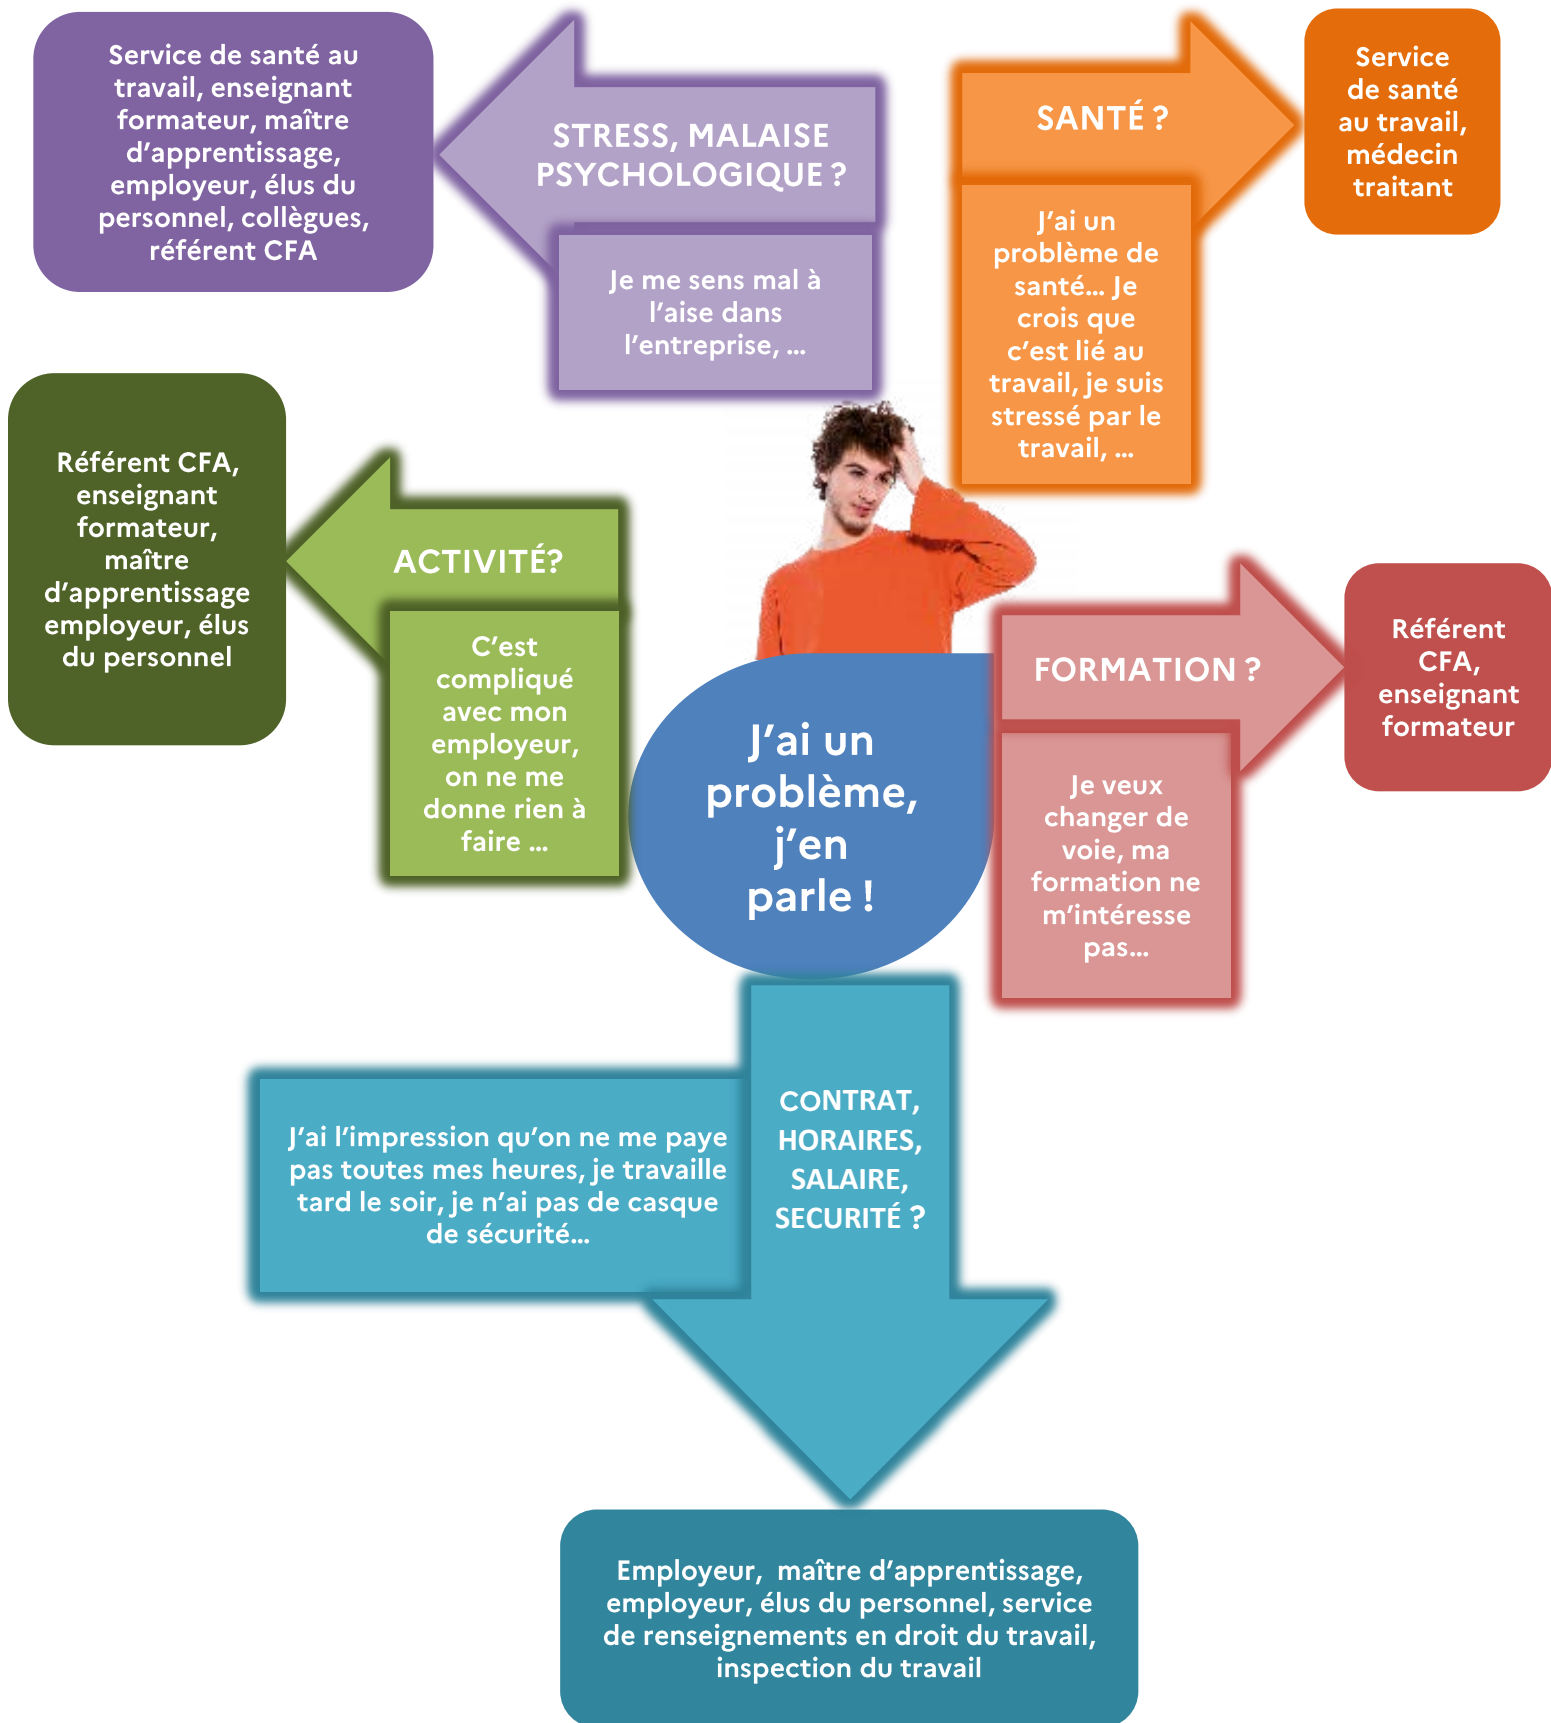 Service de santé au
travail, enseignant
formateur, maître
d’apprentissage,
employeur, élus du
personnel, collègues,
référent CFA
STRESS, MALAISE
PSYCHOLOGIQUE ?
Je me sens mal à
l’aise dans
l’entreprise, …
SANTÉ ?
J’ai un
problème de
santé… Je
crois que
c’est lié au
travail, je suis
stressé par le
travail, …
Service
de santé
au travail,
médecin
traitant
Référent CFA,
enseignant
formateur,
maître
d’apprentissage
employeur, élus
du personnel
ACTIVITÉ?
C’est
compliqué
avec mon
employeur,
on ne me
donne rien à
faire …
J’ai un
problème,
j’en
parle !
FORMATION ?
Je veux
changer de
voie, ma
formation ne
m’intéresse
pas…
Référent
CFA,
enseignant
formateur
J’ai l’impression qu’on ne me paye
pas toutes mes heures, je travaille
tard le soir, je n’ai pas de casque
de sécurité…
CONTRAT,
HORAIRES,
SALAIRE,
SECURITÉ ?
Employeur,  maître d’apprentissage,
employeur, élus du personnel, service
de renseignements en droit du travail,
inspection du travail